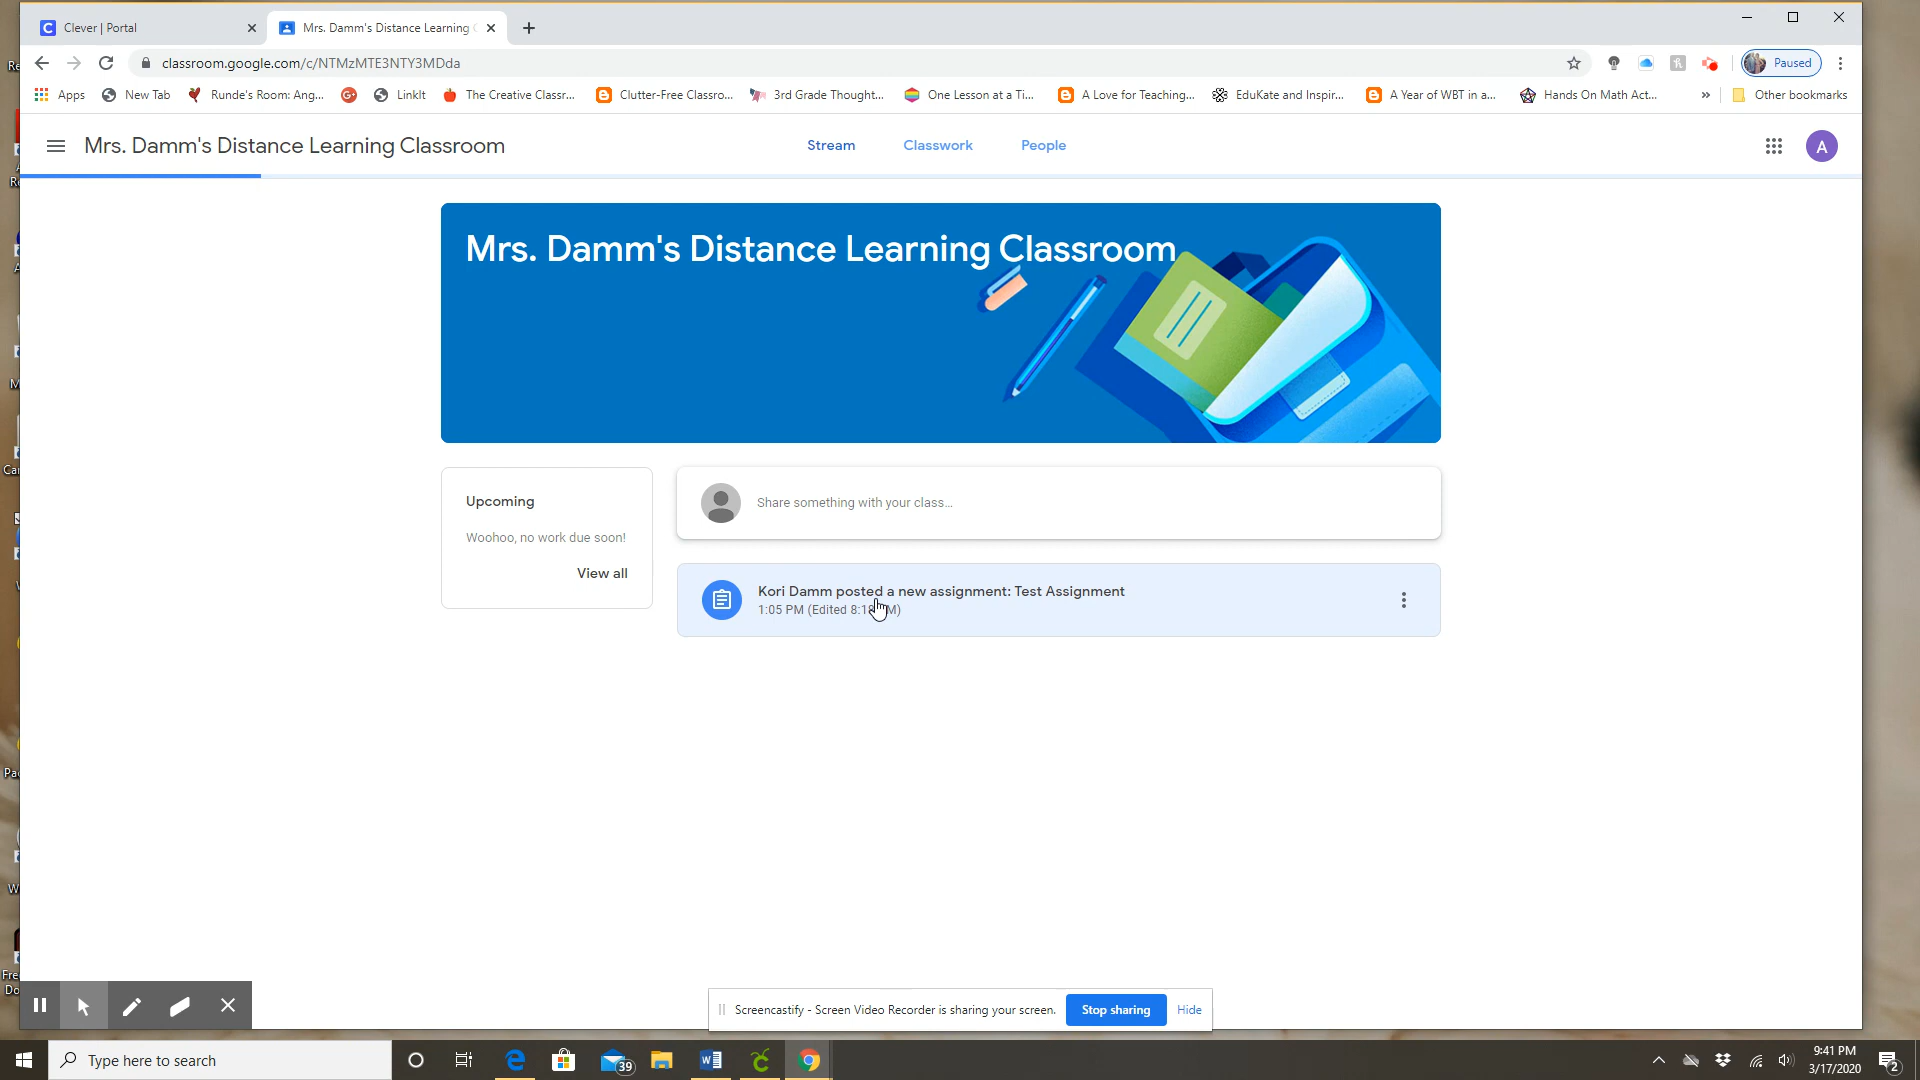 Clever | Portal
Mrs. Damm's Distance Learning
classroom.google.com/c/NTMzMTE3NTY3MDda
Paused
Apps
New Tab
Runde's Room: Ang...
LinkIt
The Creative Classr...
Clutter-Free Classro...
3rd Grade Thought...
One Lesson at a Ti...
A Love for Teaching...
EduKate and Inspir...
A Year of WBT in a...
Hands On Math Act...
»
Other bookmarks
Mrs. Damm's Distance Learning Classroom
Stream
Classwork
People
A
Mrs. Damm's Distance Learning Classroom
Upcoming
Woohoo, no work due soon!
View all
Share something with your class...
Kori Damm posted a new assignment: Test Assignment
1:05 PM (Edited
Screencastify - Screen Video Recorder is sharing your screen.
Stop sharing
Hide
Type here to search
39
9:41 PM
3/17/2020
2